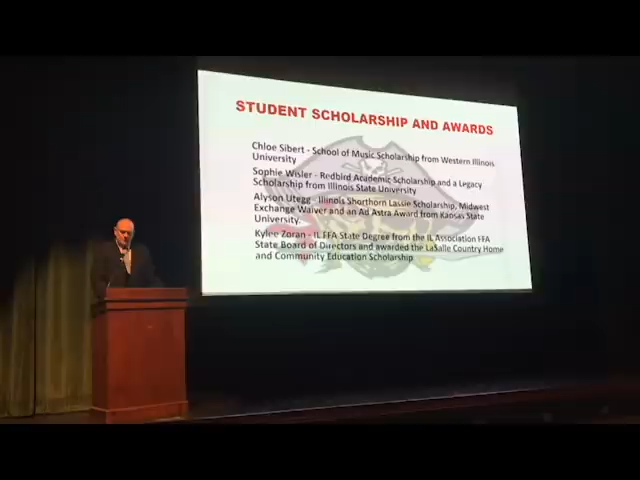 STUDENT SCHOLARSHIP AND AWARDS
Chloe Sibert - School of Music Scholarship from Western Illinois
University
Sophie Wisler - Redbird Academic Scholarship and a Legacy
Scholarship from Illinois State University
Alyson Utegg - Illinois Shorthorn Lassie Scholarship, Midwest
Exchange Waiver and an Ad Astra Award from Kansas State
University.
Kylee Zoran - IL FFA State Degree from the IL Association FFA
State Board of Directors and awarded the LaSalle Country Home
and Community Education Scholarship